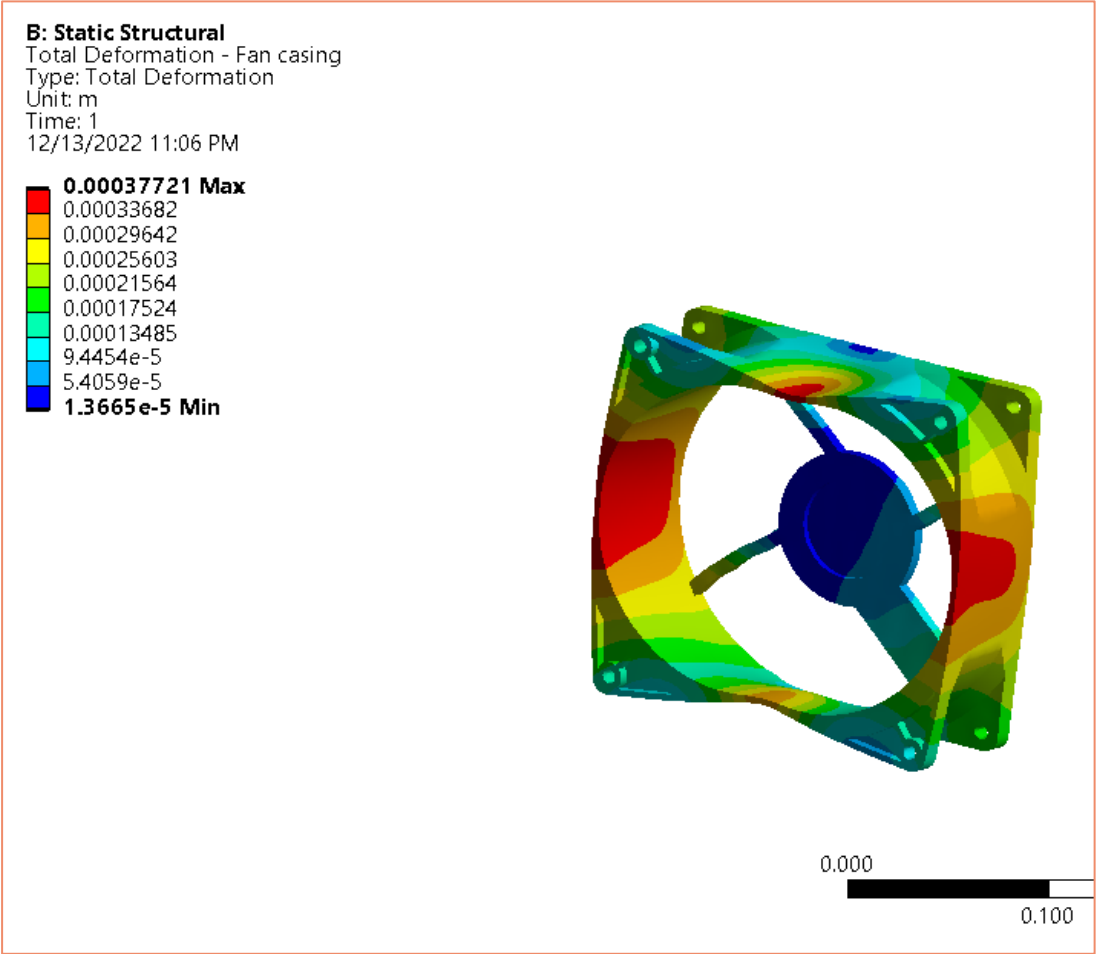 B: Static Structural
Total Deformation - Fan casing
Type: Total Deformation
Unit: m
Time: 1
12/13/2022 11:06 PM
0.00037721 Max
0.00033682
0.00029642
0.00025603
0.00021564
0.00017524
0.00013485
9.4454e-5
5.4059e-5
1.3665e-5 Min
0.000
0.100